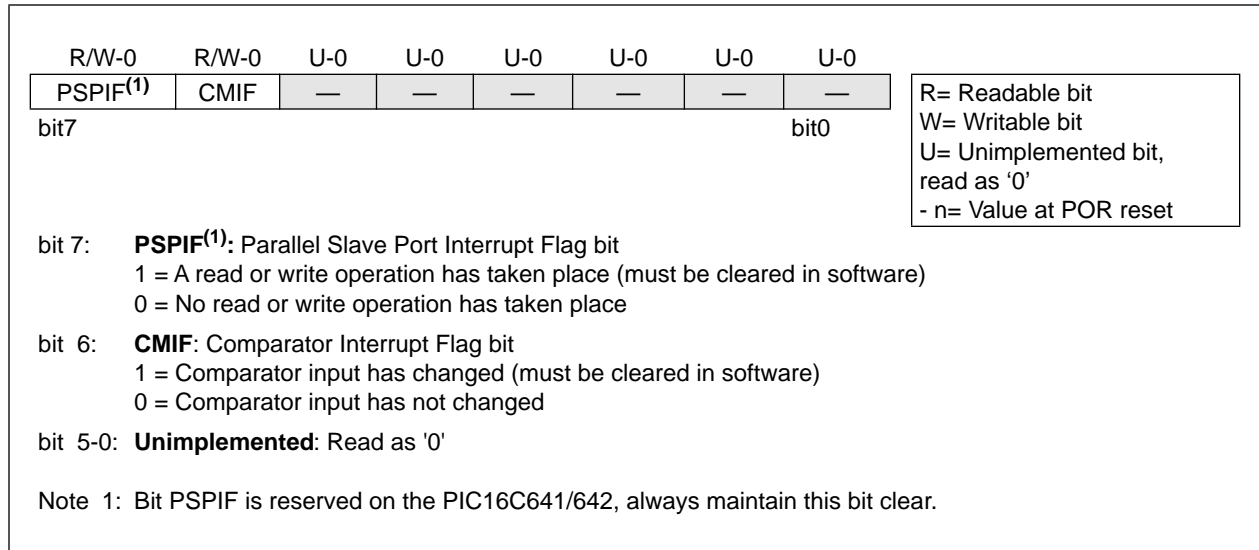 R/W-0 R/W-0 U-0 U-0 U-0 U-0 U-0 U-0
PSPIF(1) CMIF — — — — — —
bit7 bit0
R= Readable bit
W= Writable bit
U= Unimplemented bit,
read as ‘0’
- n= Value at POR reset
bit 7: PSPIF(1): Parallel Slave Port Interrupt Flag bit
1 = A read or write operation has taken place (must be cleared in software)
0 = No read or write operation has taken place
bit 6: CMIF: Comparator Interrupt Flag bit
1 = Comparator input has changed (must be cleared in software)
0 = Comparator input has not changed
bit 5-0: Unimplemented: Read as '0'
Note 1: Bit PSPIF is reserved on the PIC16C641/642, always maintain this bit clear.